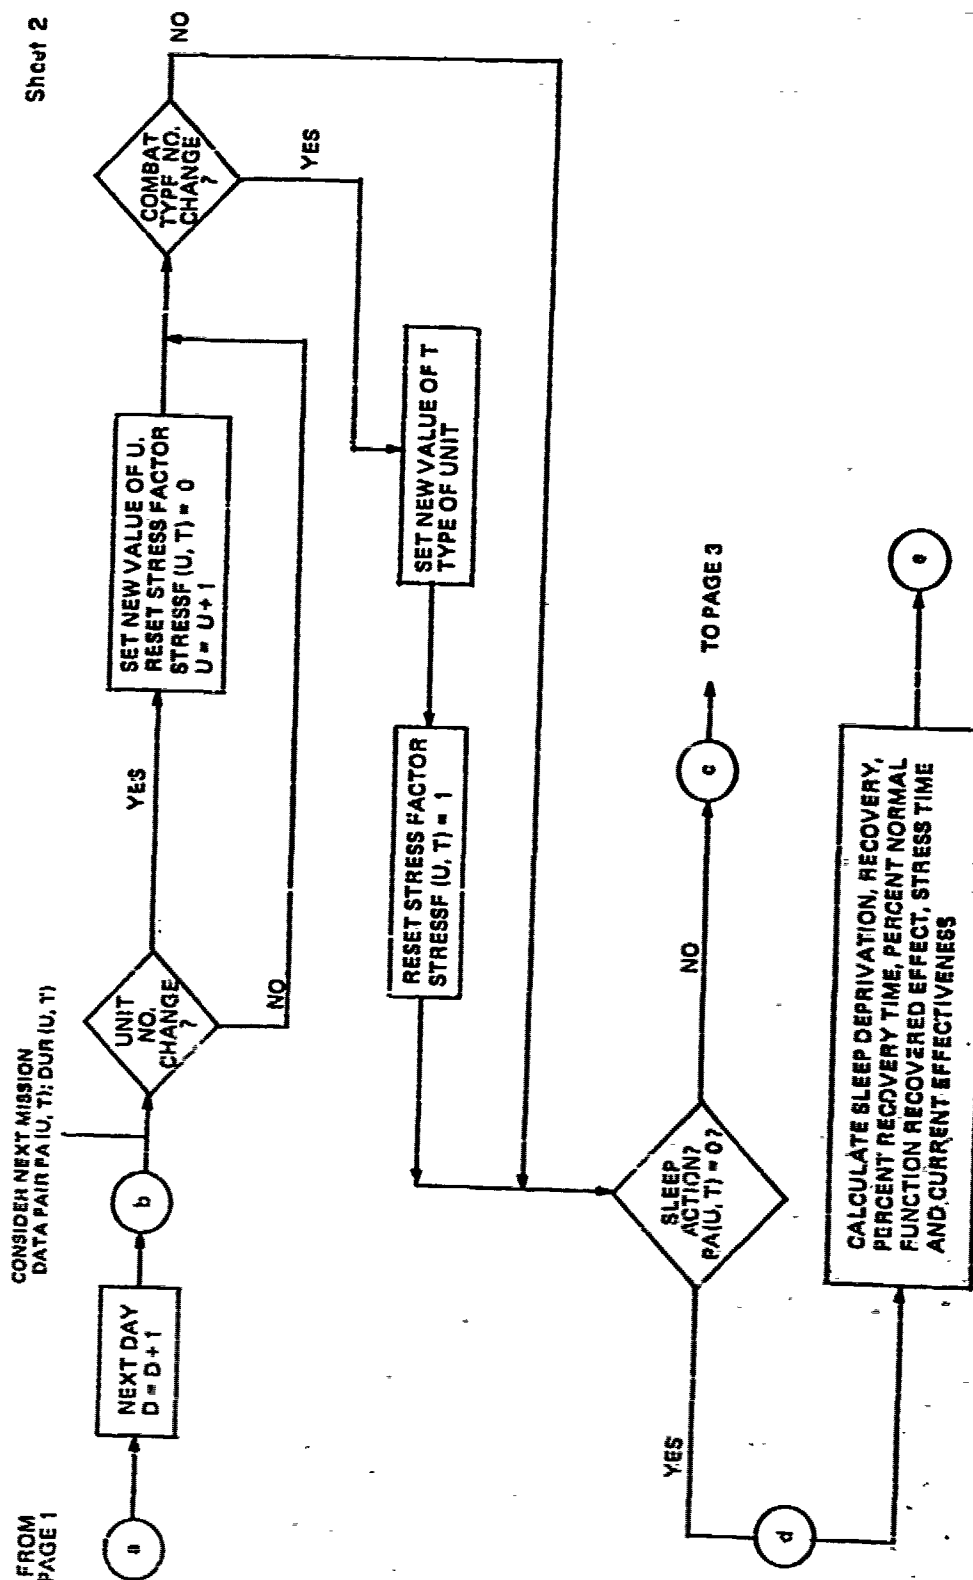 Sheet 2
FROM
PAGE 1
a
NEXT DAY
D = D + 1
b
CONSIDER NEXT MISSION
DATA PAIR PA (U, T); DUR (U, T)
UNIT
NO.
CHANGE
?
YES
NO
SET NEW VALUE OF U.
RESET STRESS FACTOR
STRESSF (U, T) = 0
U = U + 1
COMBAT
TYPF NO.
CHANGE
?
NO
YES
SET NEW VALUE OF T
TYPE OF UNIT
RESET STRESS FACTOR
STRESSF (U, T) = 1
SLEEP
ACTION?
PA(U, T) = 0?
NO
c
TO PAGE 3
YES
d
CALCULATE SLEEP DEPRIVATION, RECOVERY,
PERCENT RECOVERY TIME, PERCENT NORMAL
FUNCTION RECOVERED EFFECT, STRESS TIME
AND CURRENT EFFECTIVENESS
e